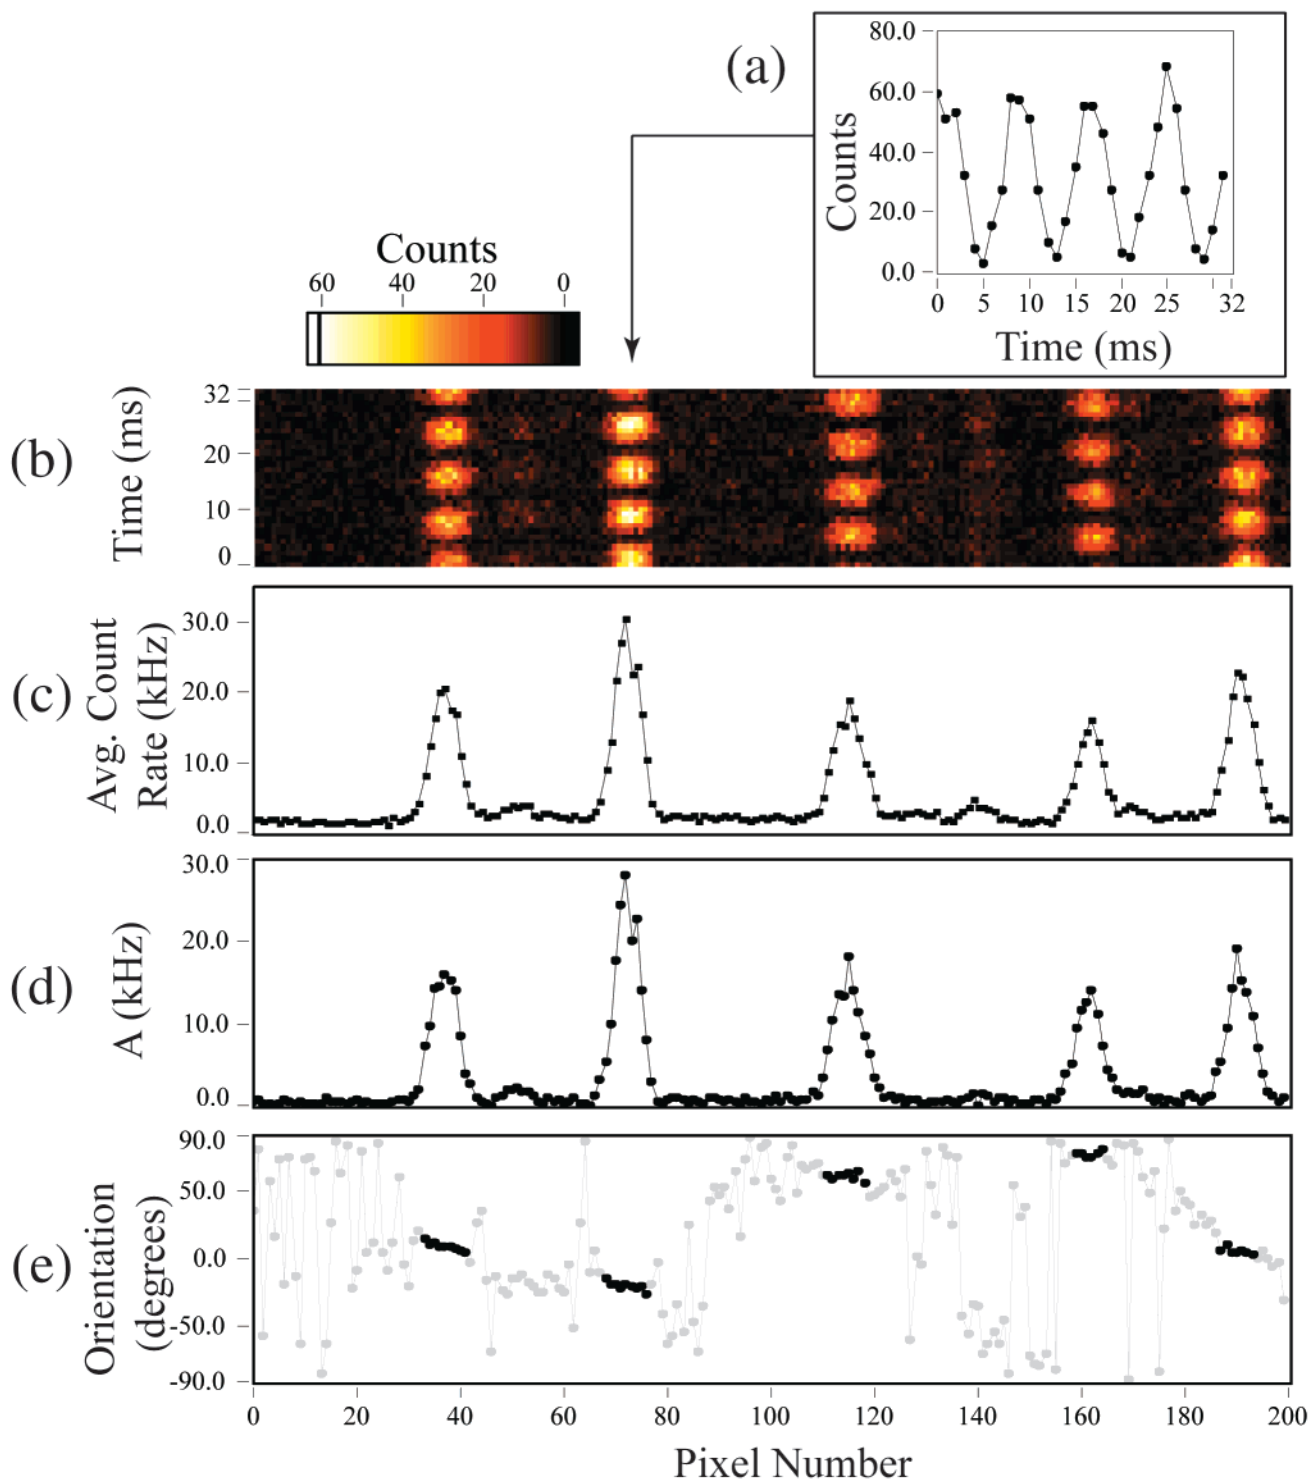 (a)
80.0
60.0
40.0
20.0
0.0
Counts
0 5 10 15 20 25 32
Time (ms)
Counts
60 40 20 0
(b)
Time (ms)
32
20
10
0
(c)
Avg. Count
Rate (kHz)
30.0
20.0
10.0
0.0
(d)
A (kHz)
30.0
20.0
10.0
0.0
(e)
Orientation
(degrees)
90.0
50.0
0.0
-50.0
-90.0
0 20 40 60 80 100 120 140 160 180 200
Pixel Number